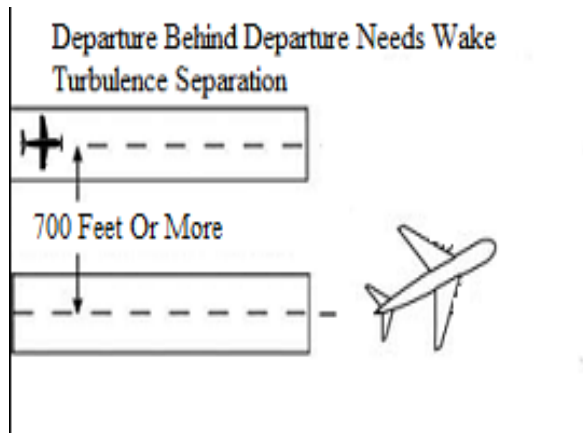 Departure Behind Departure Needs Wake
Turbulence Separation
700 Feet Or More